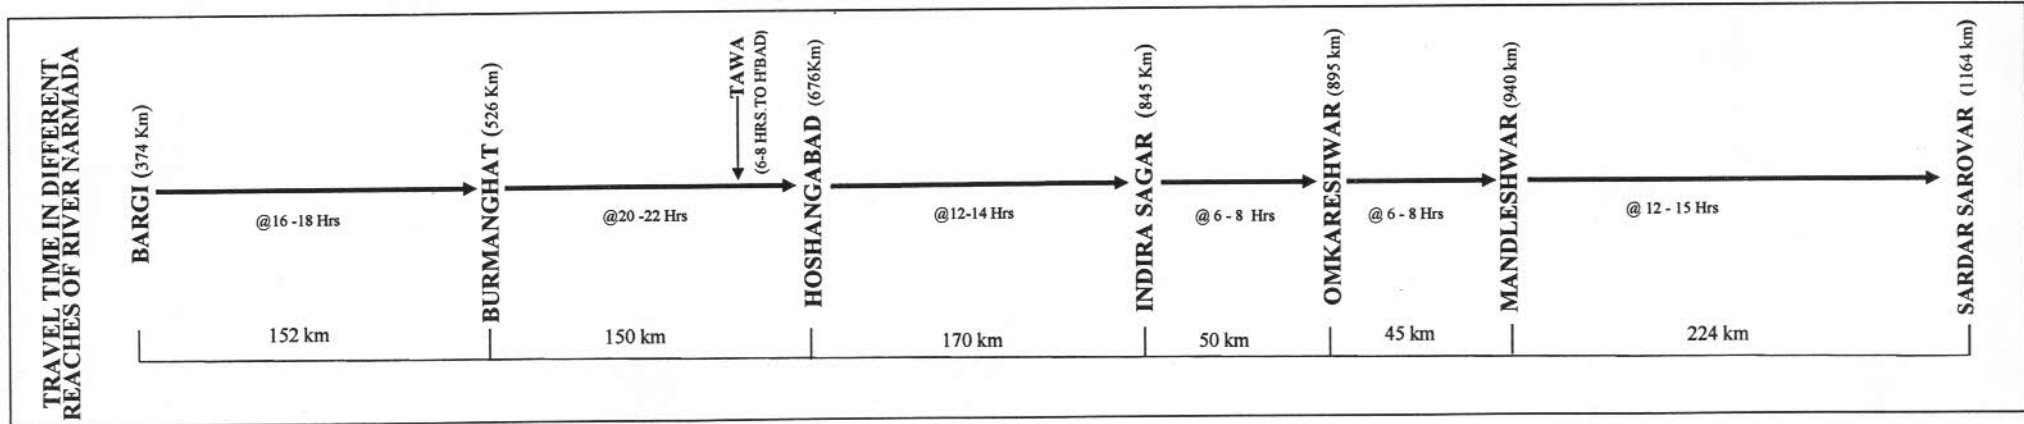 TRAVEL TIME IN DIFFERENT
REACHES OF RIVER NARMADA
BARGI (374 Km)
@16 -18 Hrs
BURMANGHAT (526 Km)
@20 -22 Hrs
TAWA
(6-8 HRS.TO H'BAD)
HOSHANGABAD (676Km)
@12-14 Hrs
INDIRA SAGAR (845 Km)
@ 6 - 8 Hrs
OMKARESHWAR (895 km)
@ 6 - 8 Hrs
MANDLESHWAR (940 km)
@ 12 - 15 Hrs
SARDAR SAROVAR (1164 km)
152 km
150 km
170 km
50 km
45 km
224 km